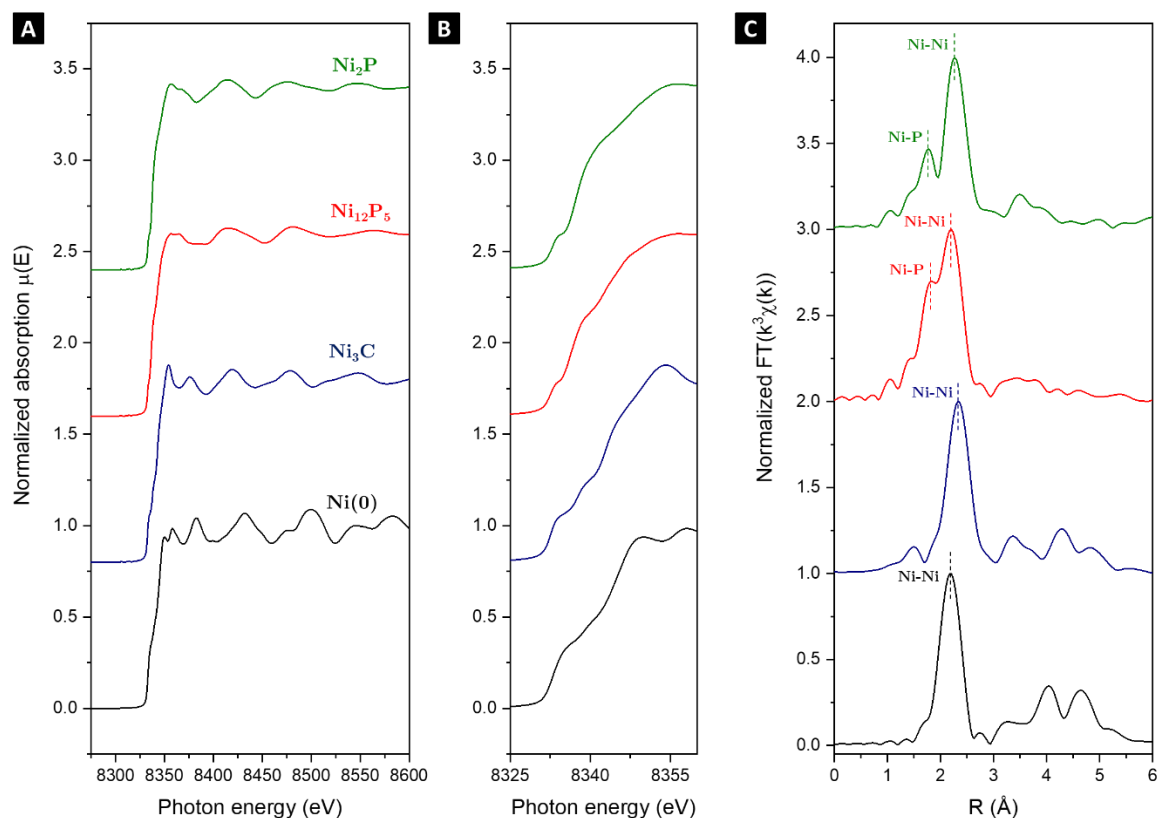 A
Normalized absorption μ(E)
3.5
3.0
2.5
2.0
1.5
1.0
0.5
0.0
Ni₂P
Ni₁₂P₅
Ni₃C
Ni(0)
8300 8350 8400 8450 8500 8550 8600
Photon energy (eV)
B
3.5
3.0
2.5
2.0
1.5
1.0
0.5
0.0
8325 8340 8355
Photon energy (eV)
C
Normalized FT(k³χ(k))
4.0
3.5
3.0
2.5
2.0
1.5
1.0
0.5
0.0
Ni-Ni
Ni-P
Ni-Ni
Ni-P
Ni-Ni
Ni-Ni
0 1 2 3 4 5 6
R (Å)